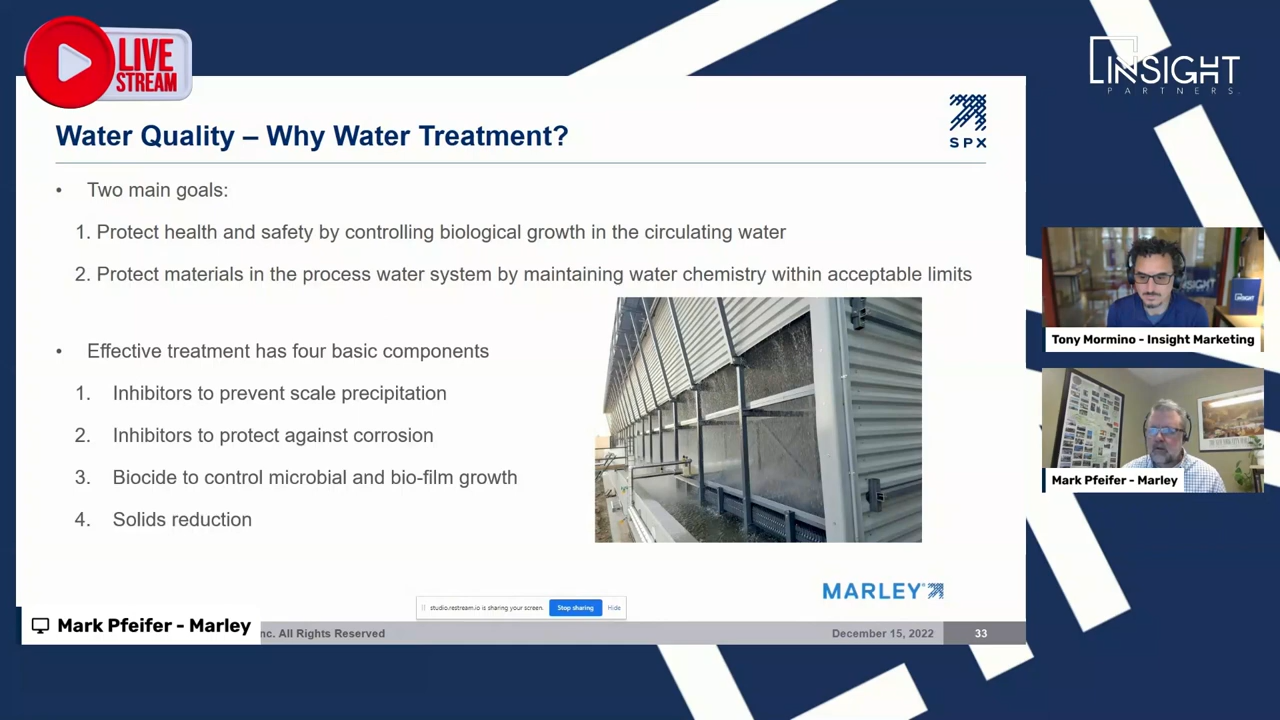 LIVE
STREAM
INSIGHT
PARTNERS.
Water Quality – Why Water Treatment?
SPX
• Two main goals:
1. Protect health and safety by controlling biological growth in the circulating water
2. Protect materials in the process water system by maintaining water chemistry within acceptable limits
• Effective treatment has four basic components
1. Inhibitors to prevent scale precipitation
2. Inhibitors to protect against corrosion
3. Biocide to control microbial and bio-film growth
4. Solids reduction
Tony Mormino - Insight Marketing
Mark Pfeifer - Marley
MARLEY
studio.restream.io is sharing your screen. Stop sharing Hide
Mark Pfeifer - Marley
nc. All Rights Reserved
December 15, 2022 33